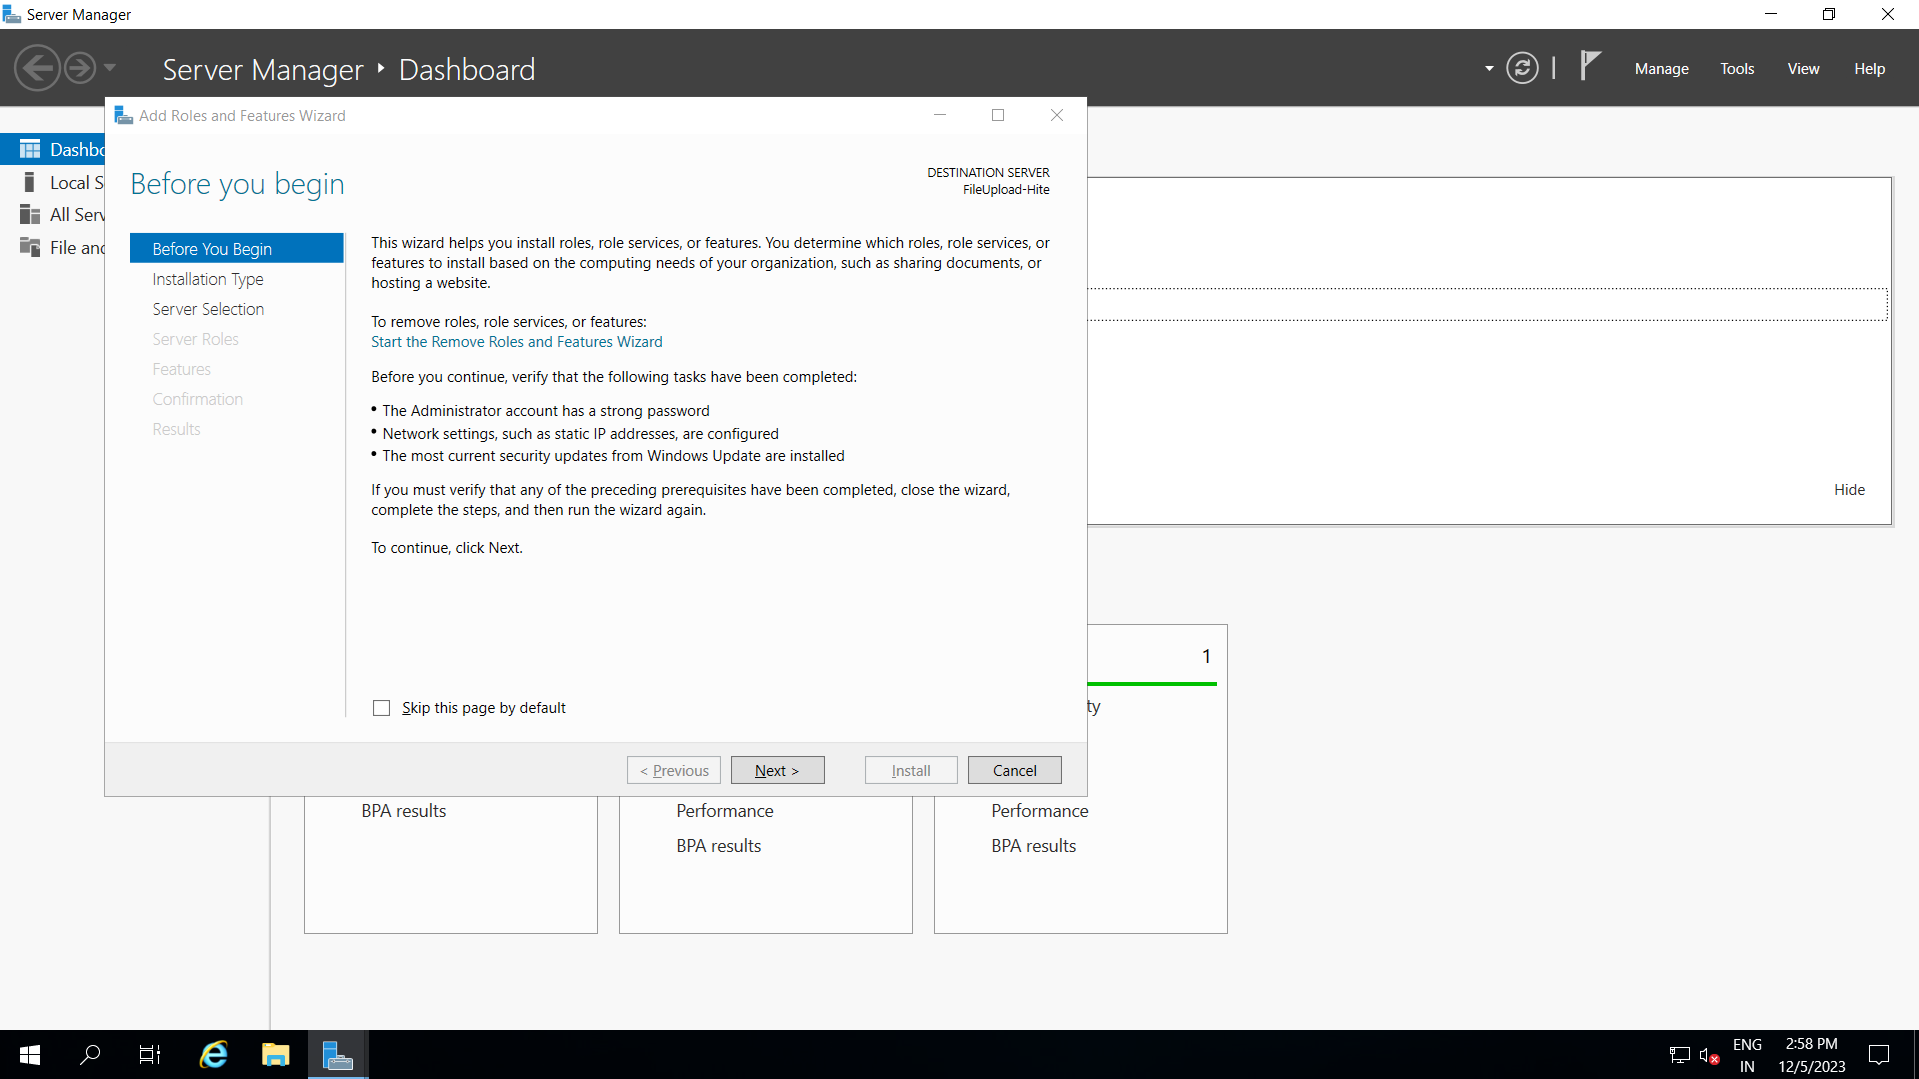 Server Manager
Server Manager ‣ Dashboard
Manage
Tools
View
Help
Add Roles and Features Wizard
Before you begin
DESTINATION SERVER
FileUpload-Hite
Dashbo
Local S
All Serv
File and
Before You Begin
Installation Type
Server Selection
Server Roles
Features
Confirmation
Results
This wizard helps you install roles, role services, or features. You determine which roles, role services, or
features to install based on the computing needs of your organization, such as sharing documents, or
hosting a website.
To remove roles, role services, or features:
Start the Remove Roles and Features Wizard
Before you continue, verify that the following tasks have been completed:
• The Administrator account has a strong password
• Network settings, such as static IP addresses, are configured
• The most current security updates from Windows Update are installed
If you must verify that any of the preceding prerequisites have been completed, close the wizard,
complete the steps, and then run the wizard again.
To continue, click Next.
Skip this page by default
< Previous
Next >
Install
Cancel
Hide
1
ty
BPA results
Performance
BPA results
Performance
BPA results
ENG
IN
2:58 PM
12/5/2023